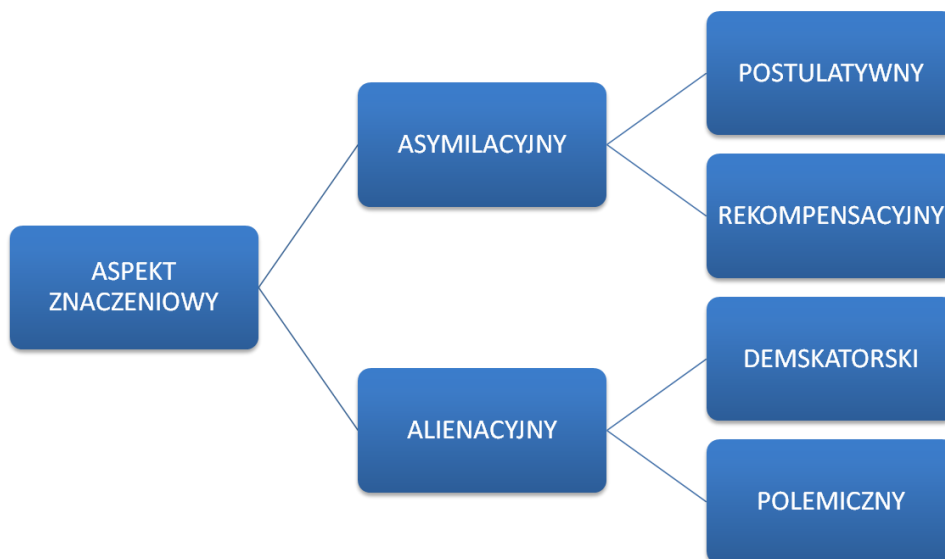 POSTULATYWNY
ASYMILACYJNY
REKOMPENSACYJNY
ASPEKT
ZNACZENIOWY
DEMSKATORSKI
ALIENACYJNY
POLEMICZNY